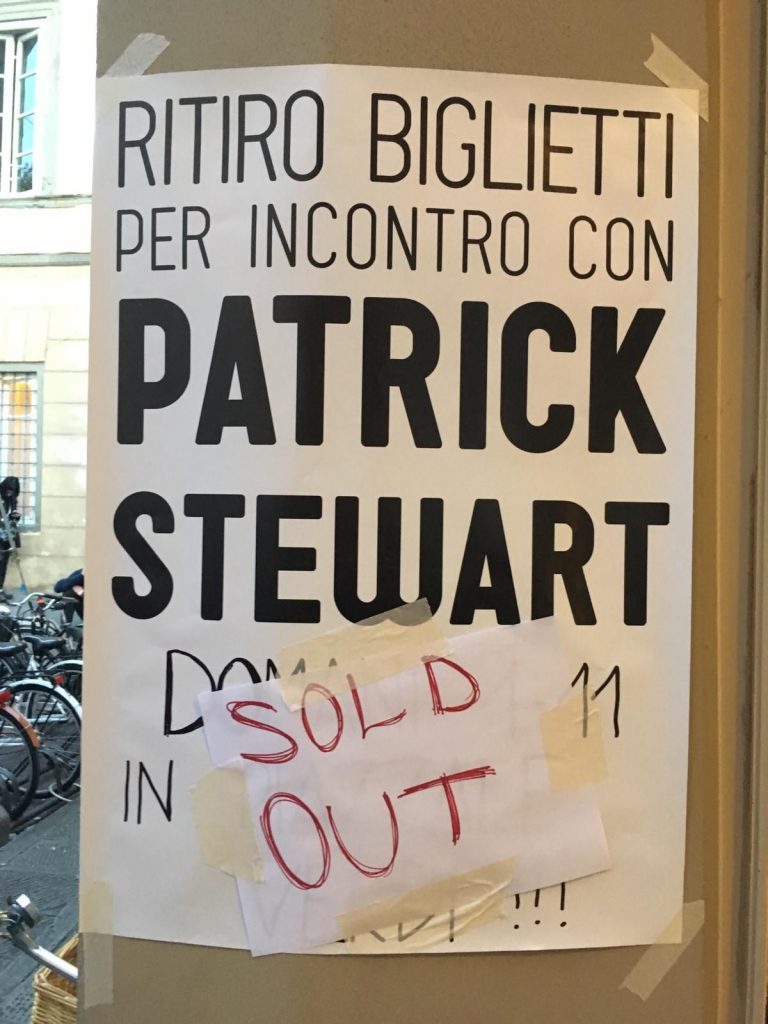 RITIRO BIGLIETTI
PER INCONTRO CON
PATRICK
STEWART
11
IN
SOLD
OUT
!!!